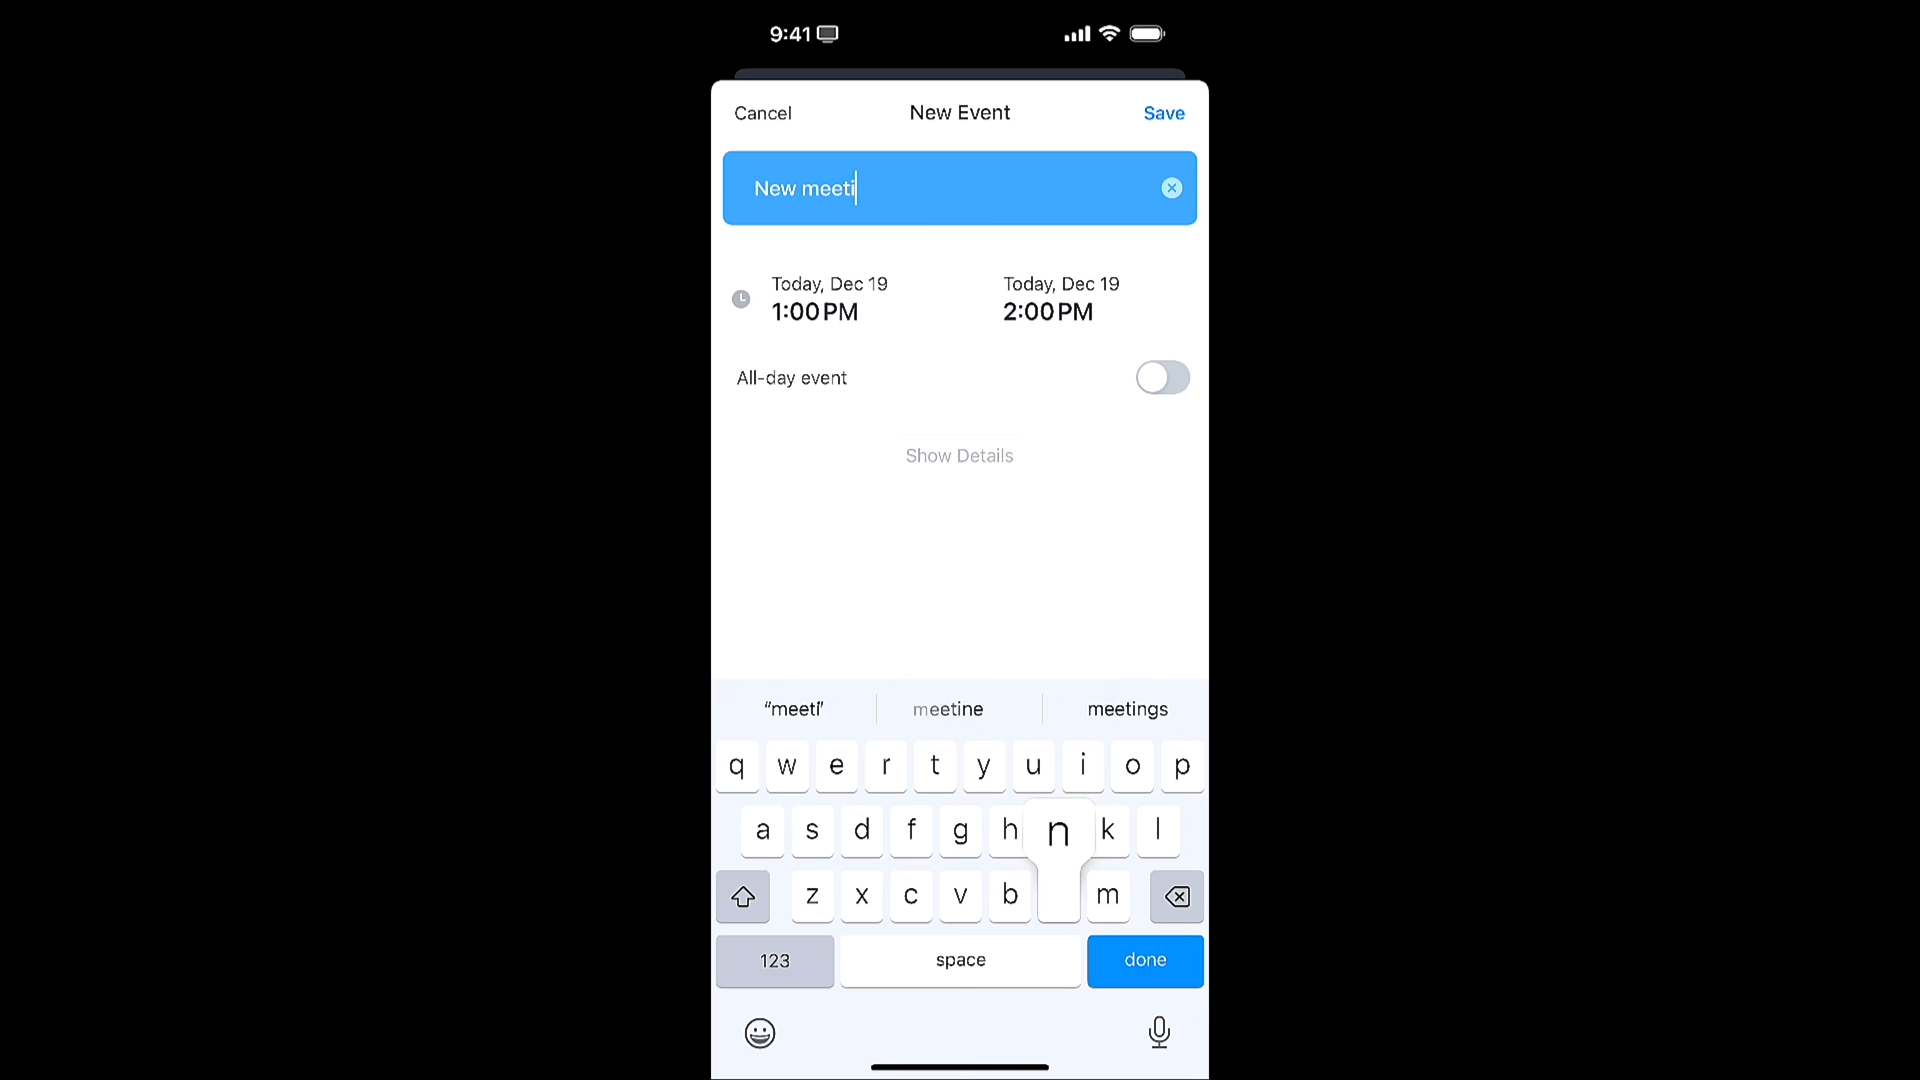 9:41
Cancel New Event Save
New meeti
Today, Dec 19 Today, Dec 19
1:00 PM 2:00 PM
All-day event
Show Details
“meeti” meetine meetings
q w e r t y u i o p
a s d f g h n k l
z x c v b m
123 space done